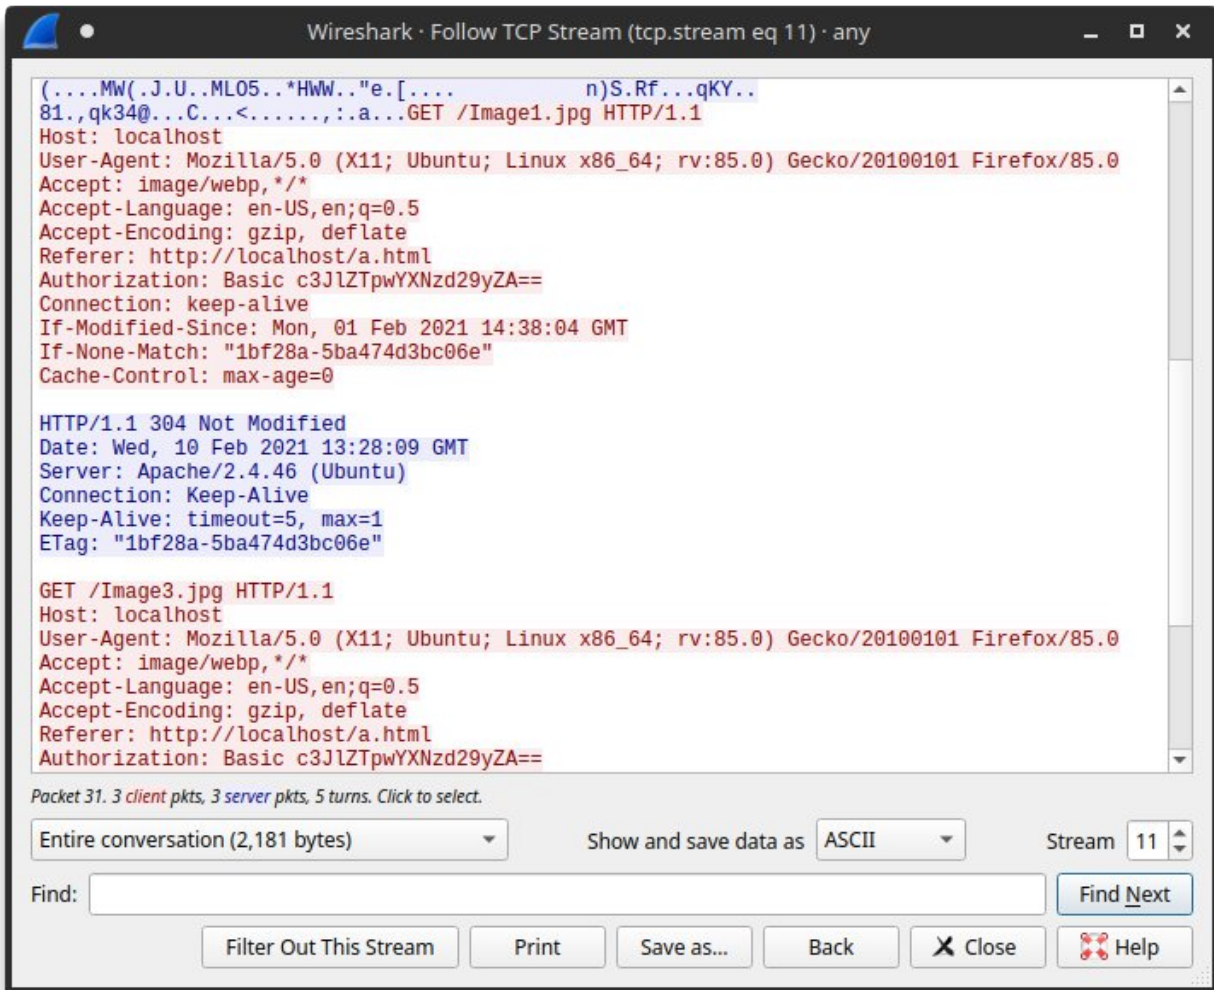 Wireshark · Follow TCP Stream (tcp.stream eq 11) · any
(....MW(.J.U..MLO5..*HWW.."e.[.... n)S.Rf...qKY..
81.,qk34@...C...<......,:.a...GET /Image1.jpg HTTP/1.1
Host: localhost
User-Agent: Mozilla/5.0 (X11; Ubuntu; Linux x86_64; rv:85.0) Gecko/20100101 Firefox/85.0
Accept: image/webp,*/*
Accept-Language: en-US,en;q=0.5
Accept-Encoding: gzip, deflate
Referer: http://localhost/a.html
Authorization: Basic c3JlZTpwYXNzd29yZA==
Connection: keep-alive
If-Modified-Since: Mon, 01 Feb 2021 14:38:04 GMT
If-None-Match: "1bf28a-5ba474d3bc06e"
Cache-Control: max-age=0
HTTP/1.1 304 Not Modified
Date: Wed, 10 Feb 2021 13:28:09 GMT
Server: Apache/2.4.46 (Ubuntu)
Connection: Keep-Alive
Keep-Alive: timeout=5, max=1
ETag: "1bf28a-5ba474d3bc06e"
GET /Image3.jpg HTTP/1.1
Host: localhost
User-Agent: Mozilla/5.0 (X11; Ubuntu; Linux x86_64; rv:85.0) Gecko/20100101 Firefox/85.0
Accept: image/webp,*/*
Accept-Language: en-US,en;q=0.5
Accept-Encoding: gzip, deflate
Referer: http://localhost/a.html
Authorization: Basic c3JlZTpwYXNzd29yZA==
Packet 31. 3 client pkts, 3 server pkts, 5 turns. Click to select.
Entire conversation (2,181 bytes) Show and save data as ASCII Stream 11
Find: Find Next
Filter Out This Stream Print Save as... Back Close Help